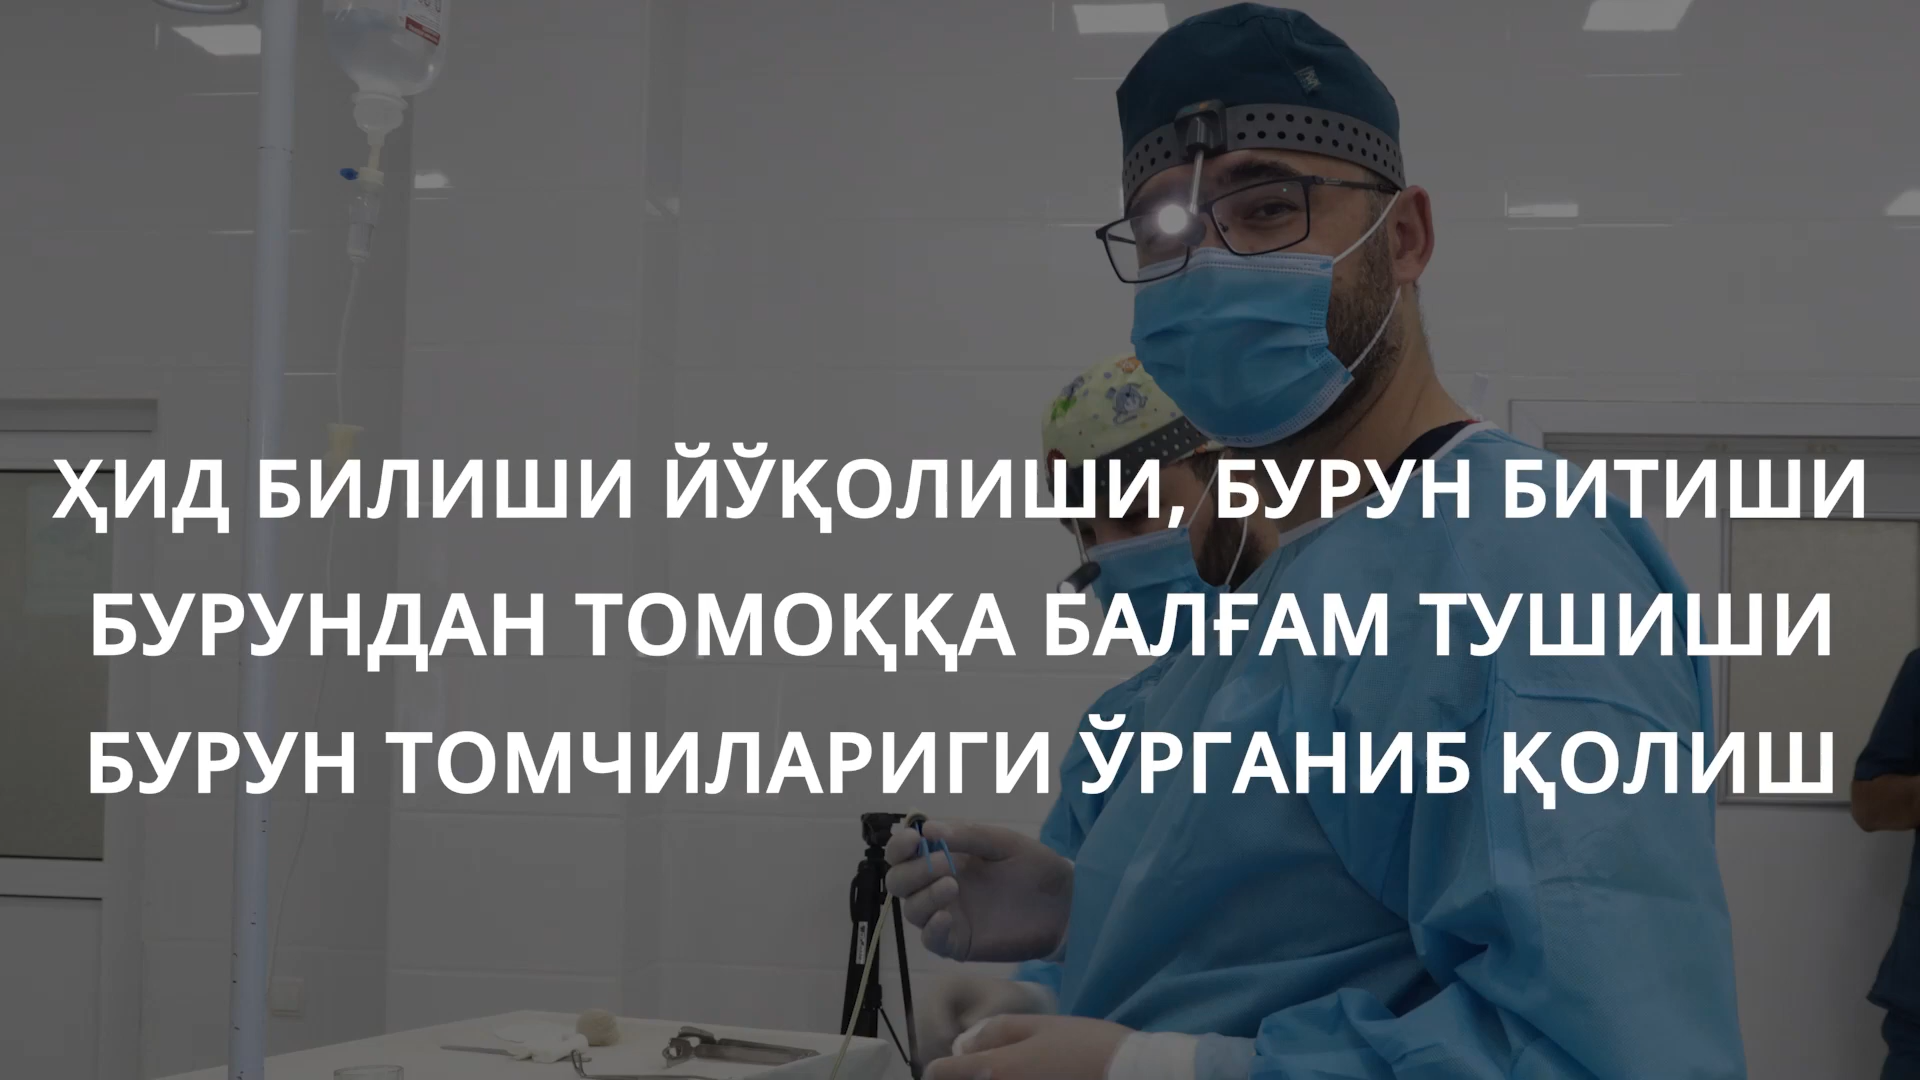 ҲИД БИЛИШИ ЙЎҚОЛИШИ, БУРУН БИТИШИ
БУРУНДАН ТОМОҚҚА БАЛҒАМ ТУШИШИ
БУРУН ТОМЧИЛАРИГИ ЎРГАНИБ ҚОЛИШ